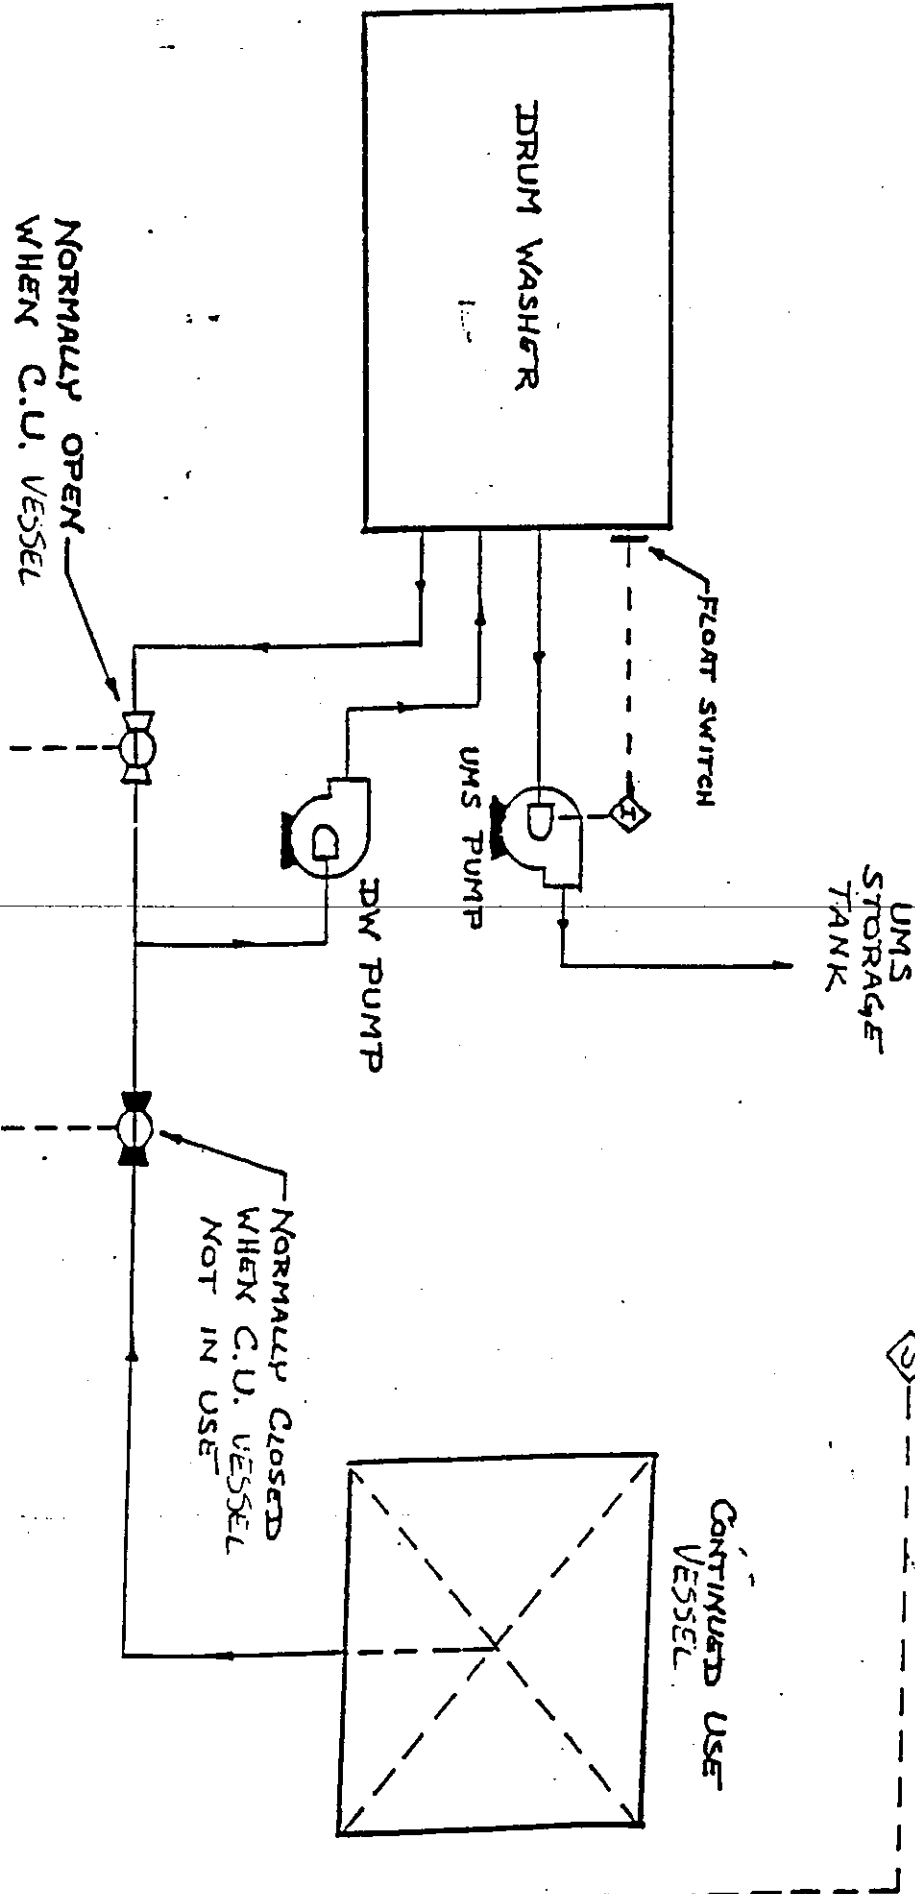 DRUM WASHER
FLOAT SWITCH
I
UMS
STORAGE
TANK
UMS PUMP
DW PUMP
NORMALLY OPEN
WHEN C.U. VESSEL
NORMALLY CLOSED
WHEN C.U. VESSEL
NOT IN USE
CONTINUED USE
VESSEL